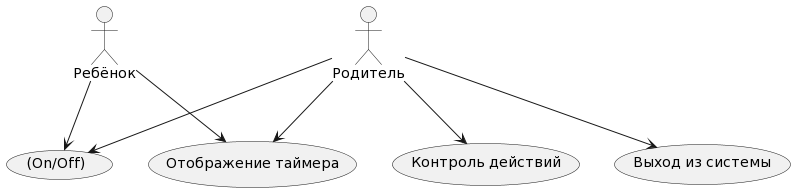 Ребёнок
Родитель
(On/Off)
Отображение таймера
Контроль действий
Выход из системы